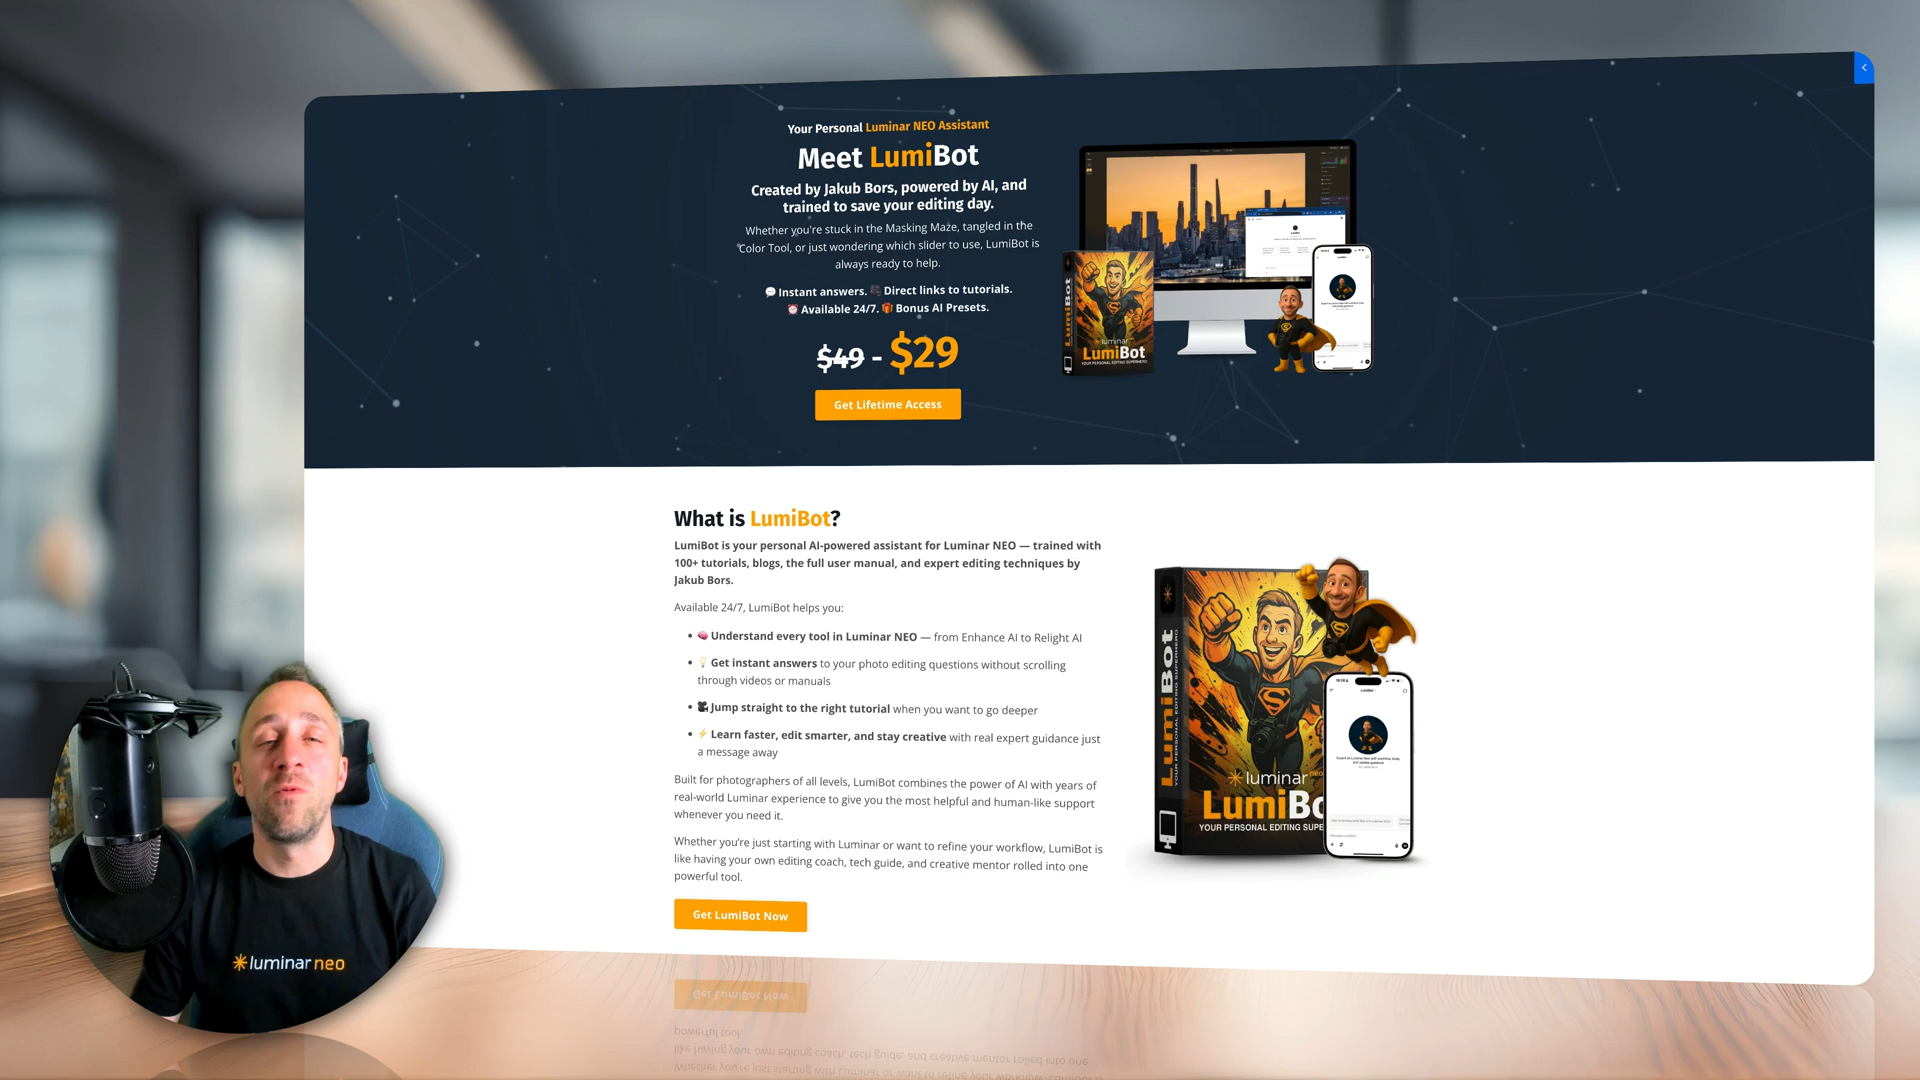 Your Personal Luminar NEO Assistant
Meet LumiBot
Created by Jakub Bors, powered by AI, and
trained to save your editing day.
Whether you're stuck in the Masking Maze, tangled in the
Color Tool, or just wondering which slider to use, LumiBot is
always ready to help.
💬 Instant answers. 🎥 Direct links to tutorials.
⏰ Available 24/7. 🎁 Bonus AI Presets.
$49 - $29
Get Lifetime Access
LumiBot
luminar
LumiBot
YOUR PERSONAL EDITING SUPERHERO
What is LumiBot?
LumiBot is your personal AI-powered assistant for Luminar NEO — trained with
100+ tutorials, blogs, the full user manual, and expert editing techniques by
Jakub Bors.
Available 24/7, LumiBot helps you:
• 🧠 Understand every tool in Luminar NEO — from Enhance AI to Relight AI
• 💡 Get instant answers to your photo editing questions without scrolling
through videos or manuals
• 🎥 Jump straight to the right tutorial when you want to go deeper
• ⚡ Learn faster, edit smarter, and stay creative with real expert guidance just
a message away
Built for photographers of all levels, LumiBot combines the power of AI with years of
real-world Luminar experience to give you the most helpful and human-like support
whenever you need it.
Whether you're just starting with Luminar or want to refine your workflow, LumiBot is
like having your own editing coach, tech guide, and creative mentor rolled into one
powerful tool.
Get LumiBot Now
LumiBot
luminar neo
LumiBo
YOUR PERSONAL EDITING SUPE
luminar neo